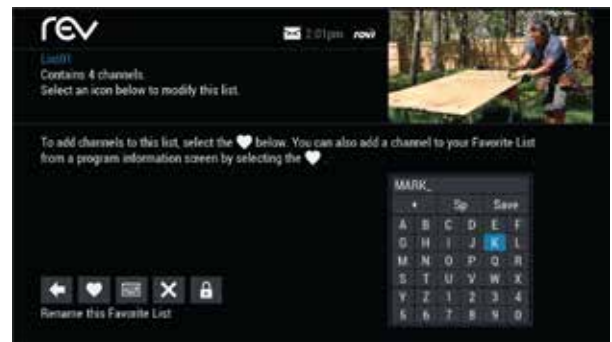 rev
2:01pm rovi
List01
Contains 4 channels.
Select an icon below to modify this list.
To add channels to this list, select the below. You can also add a channel to your Favorite List
from a program information screen by selecting the
MARK_
Sp Save
A B C D E F
G H I J K L
M N O P Q R
S T U V W X
Y Z 1 2 3 4
5 6 7 8 9 0
Rename this Favorite List